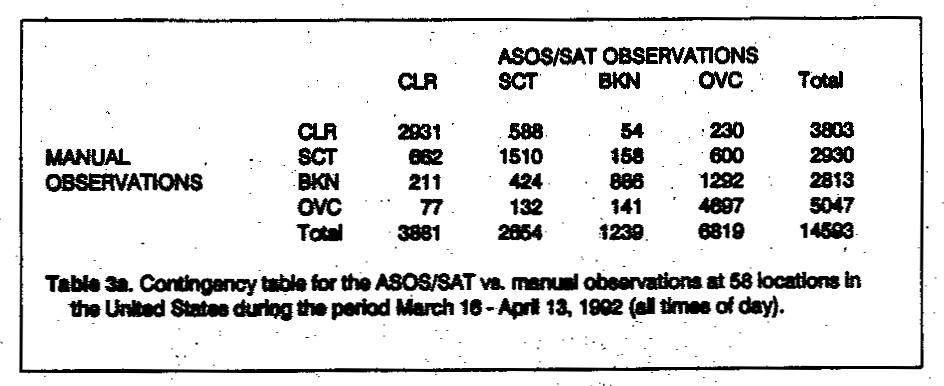 ASOS/SAT OBSERVATIONS
CLR SCT BKN OVC Total
CLR 2931 588 54 230 3803
MANUAL SCT 662 1510 158 600 2930
OBSERVATIONS BKN 211 424 886 1292 2813
OVC 77 132 141 4697 5047
Total 3881 2654 1239 6819 14593
Table 3a. Contingency table for the ASOS/SAT vs. manual observations at 58 locations in
the United States during the period March 16 - April 13, 1992 (all times of day).